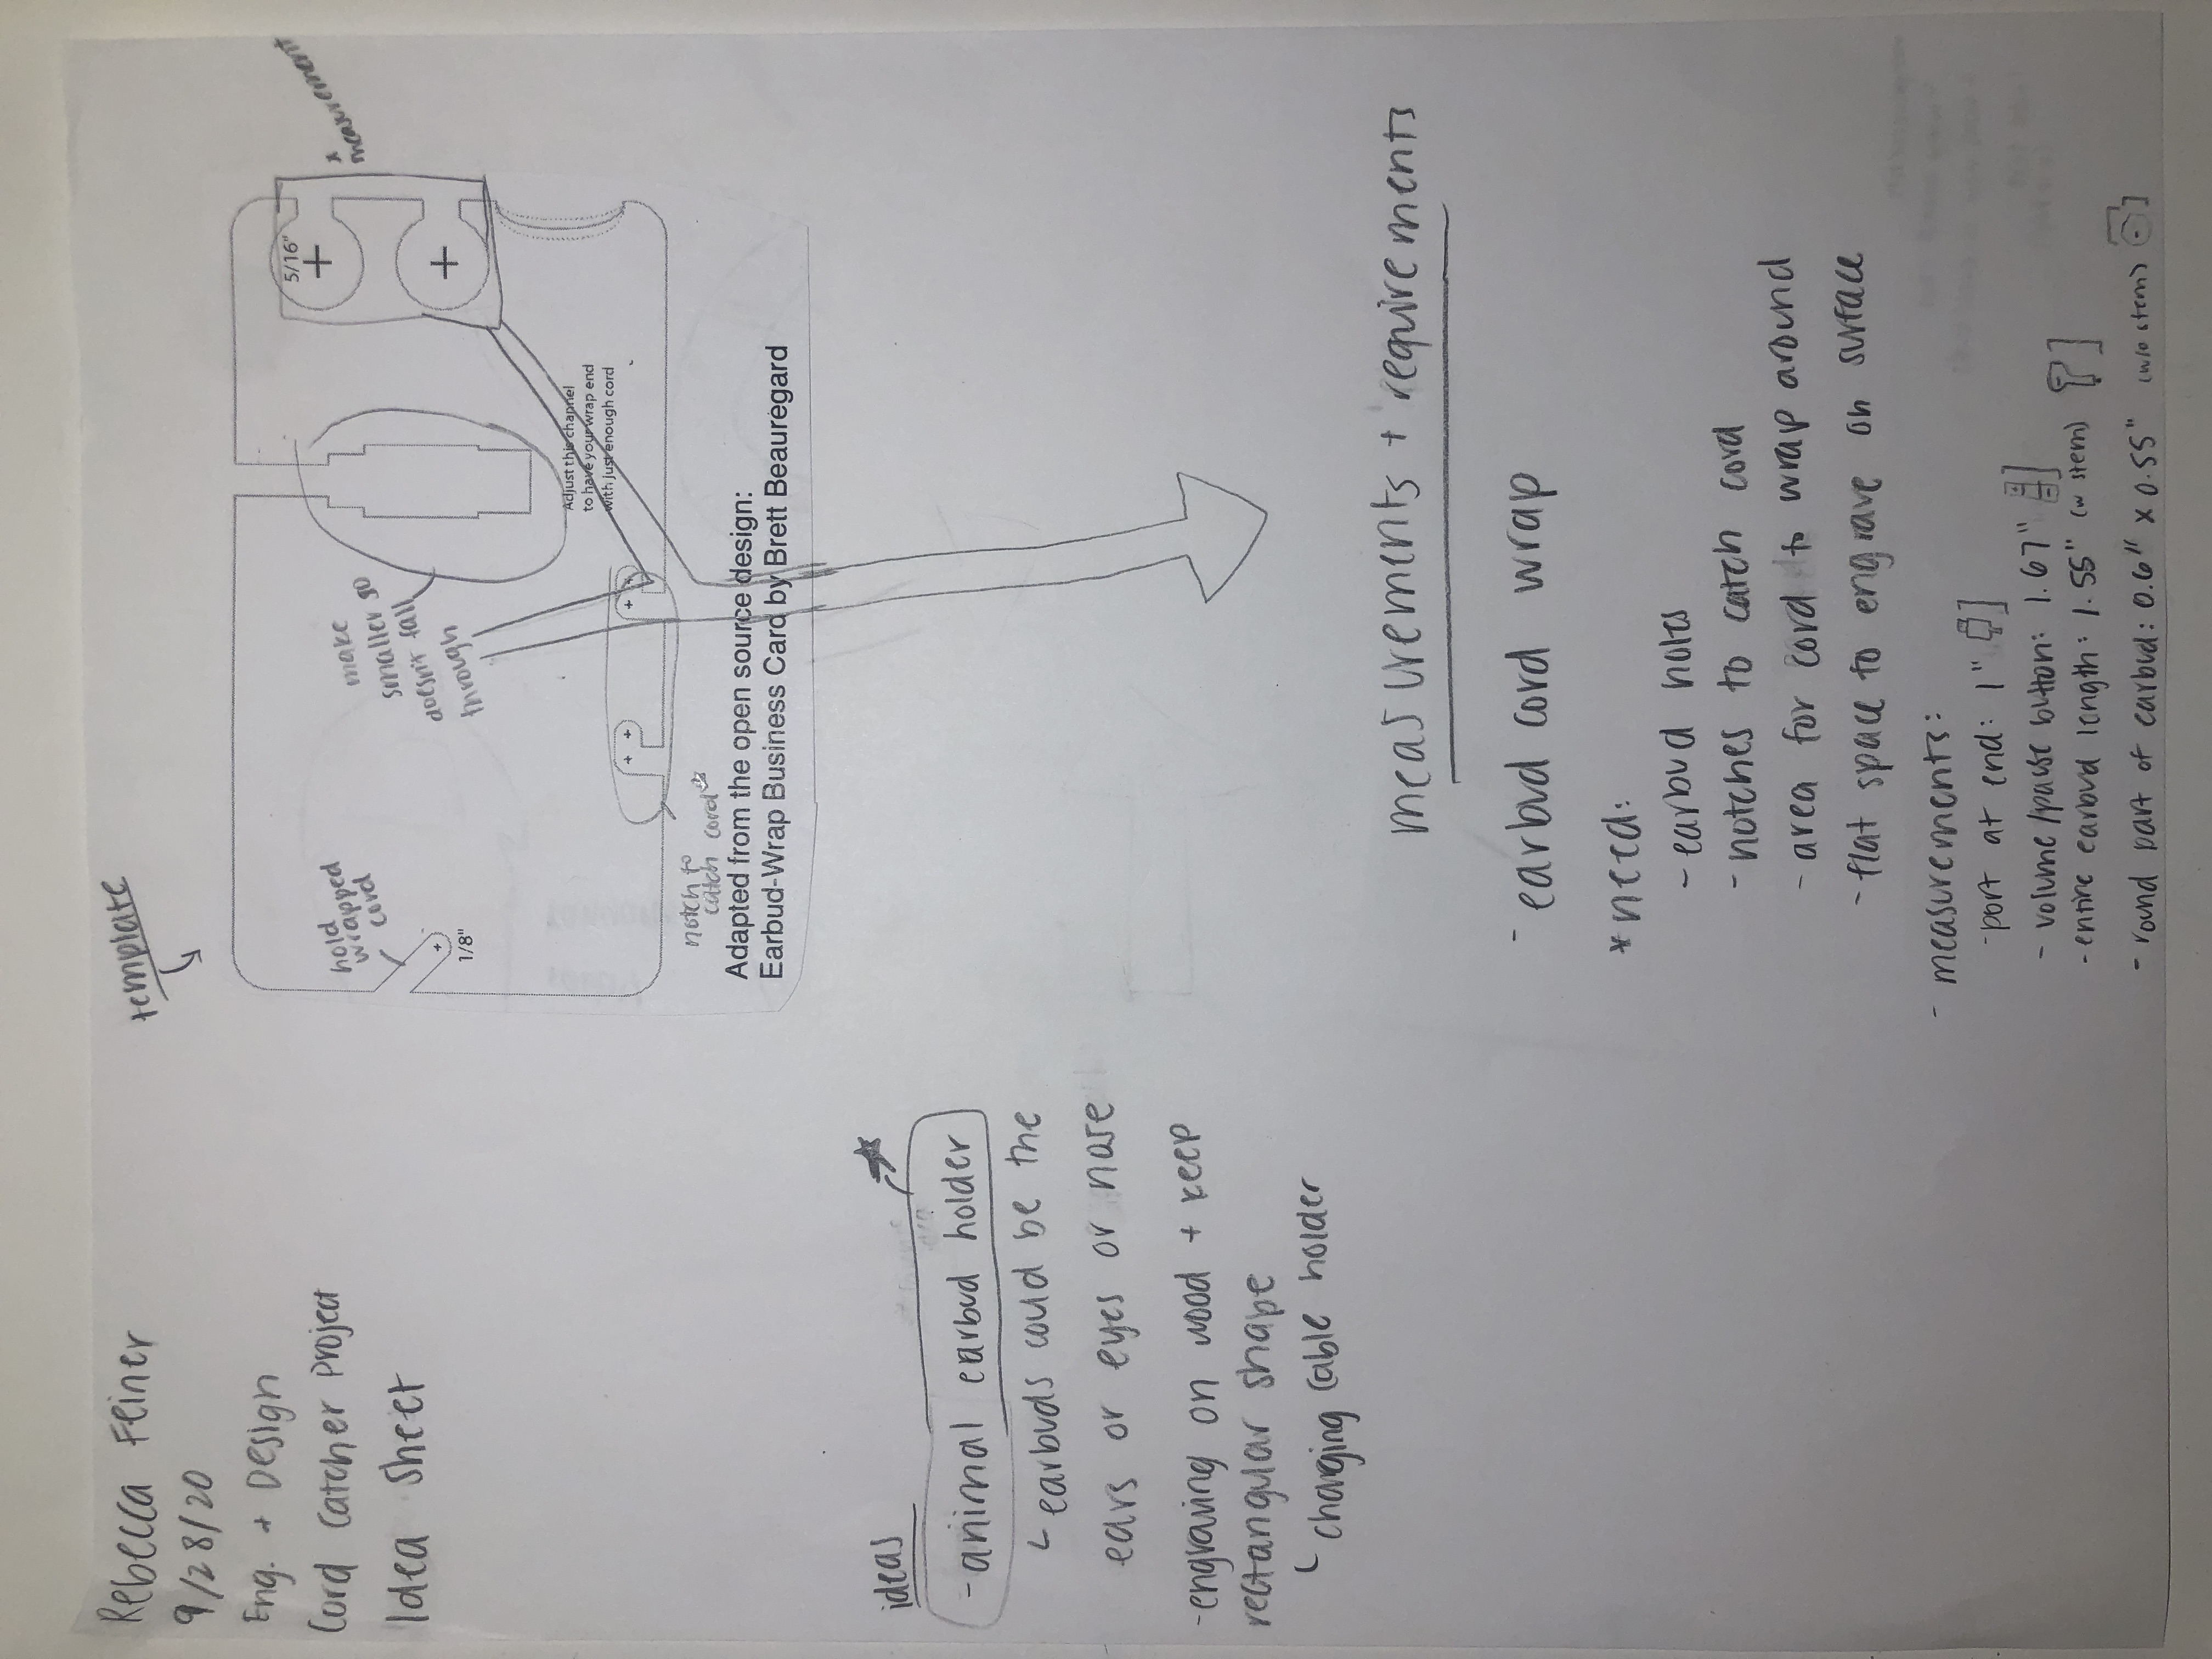 Rebecca Feiner
9/28/20
Eng. + Design
Cord Catcher Project
Idea Sheet
template
hold
wrapped
cord
1/8"
make
smaller so
doesn't fall
through
5/16"
* measurement
Adjust this channel
to have your wrap end
with just enough cord
notch to
catch cord
Adapted from the open source design:
Earbud-Wrap Business Card by Brett Beauregard
ideas
- animal earbud holder
earbuds could be the
ears or eyes or nose
- engraving on wood + keep
rectangular shape
charging cable holder
measurements + requirements
- earbud cord wrap
* need:
- earbud holes
- notches to catch cord
- area for cord to wrap around
- flat space to engrave on surface
- measurements:
- port at end: 1"
- volume/pause button: 1.67"
- entire earbud length: 1.55" (w stem)
- round part of earbud: 0.6" x 0.55" (w/o stem)